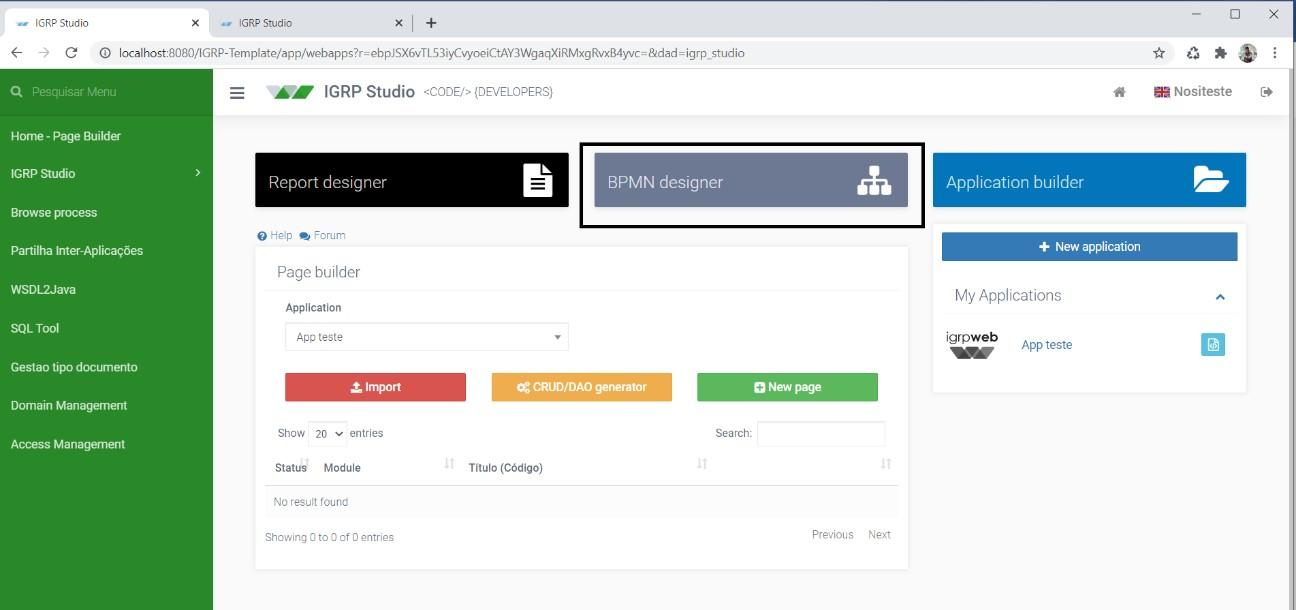 IGRP Studio
IGRP Studio
localhost:8080/IGRP-Template/app/webapps?r=ebpJSX6vTL53iyCvyoeiCtAY3WgaqXiRMxgRvxB4yvc=&dad=igrp_studio
Pesquisar Menu
IGRP Studio <CODE/> {DEVELOPERS}
Nositeste
Home - Page Builder
IGRP Studio
Browse process
Partilha Inter-Aplicações
WSDL2Java
SQL Tool
Gestao tipo documento
Domain Management
Access Management
Report designer
BPMN designer
Application builder
Help Forum
Page builder
Application
App teste
Import
CRUD/DAO generator
New page
Show 20 entries
Search:
Status Module Título (Código)
No result found
Showing 0 to 0 of 0 entries
Previous Next
New application
My Applications
igrpweb
App teste